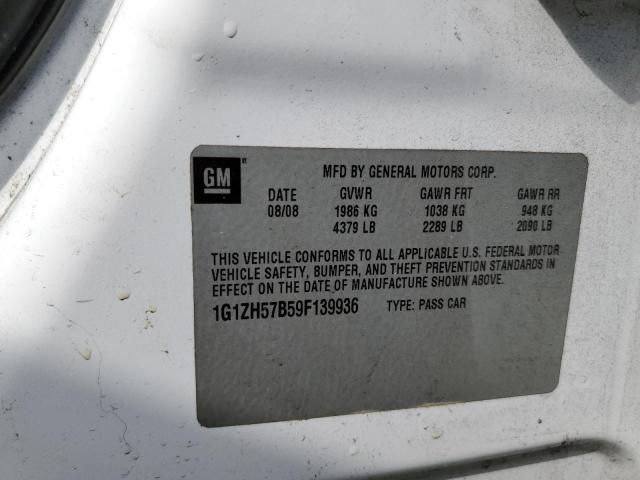 GM
MFD BY GENERAL MOTORS CORP.
DATE GVWR GAWR FRT GAWR RR
08/08 1986 KG 1038 KG 948 KG
4379 LB 2289 LB 2090 LB
THIS VEHICLE CONFORMS TO ALL APPLICABLE U.S. FEDERAL MOTOR
VEHICLE SAFETY, BUMPER, AND THEFT PREVENTION STANDARDS IN
EFFECT ON THE DATE OF MANUFACTURE SHOWN ABOVE.
1G1ZH57B59F139936 TYPE: PASS CAR